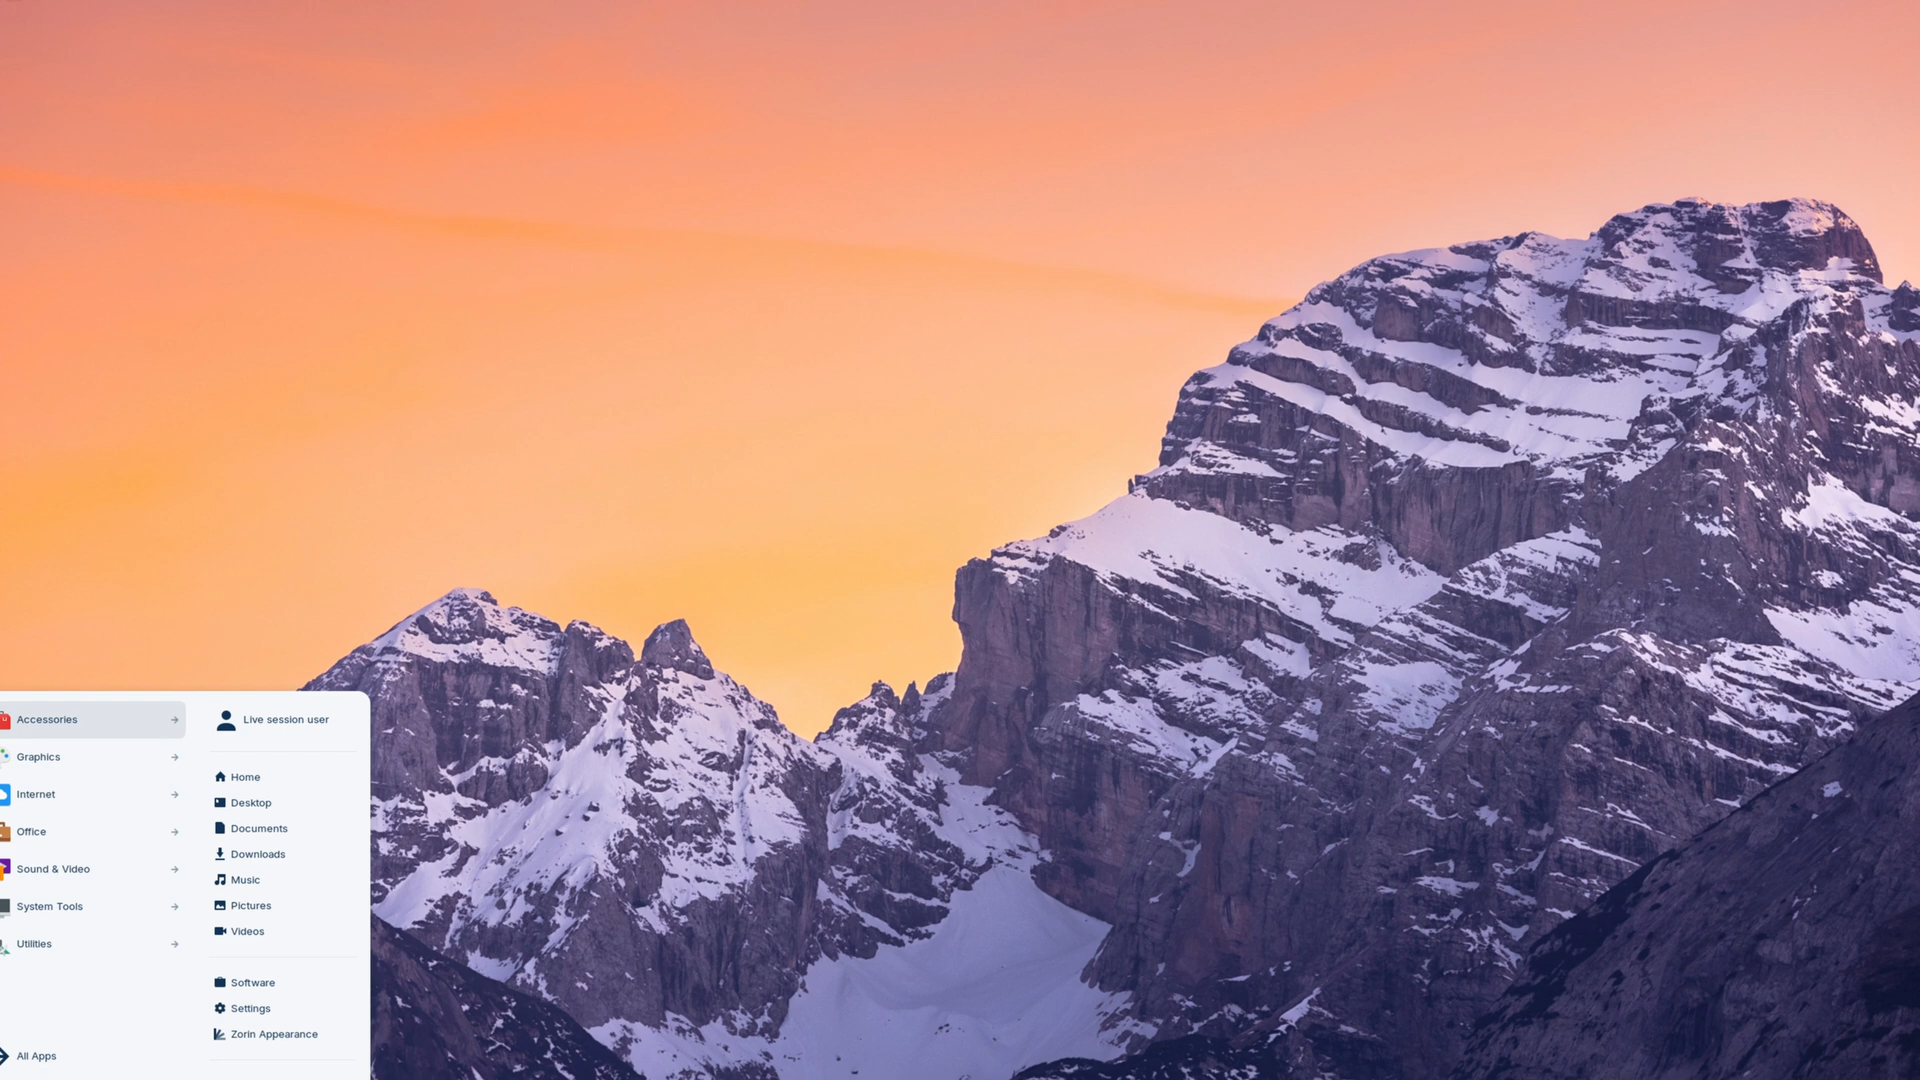 Accessories
Graphics
Internet
Office
Sound & Video
System Tools
Utilities
All Apps
Live session user
Home
Desktop
Documents
Downloads
Music
Pictures
Videos
Software
Settings
Zorin Appearance